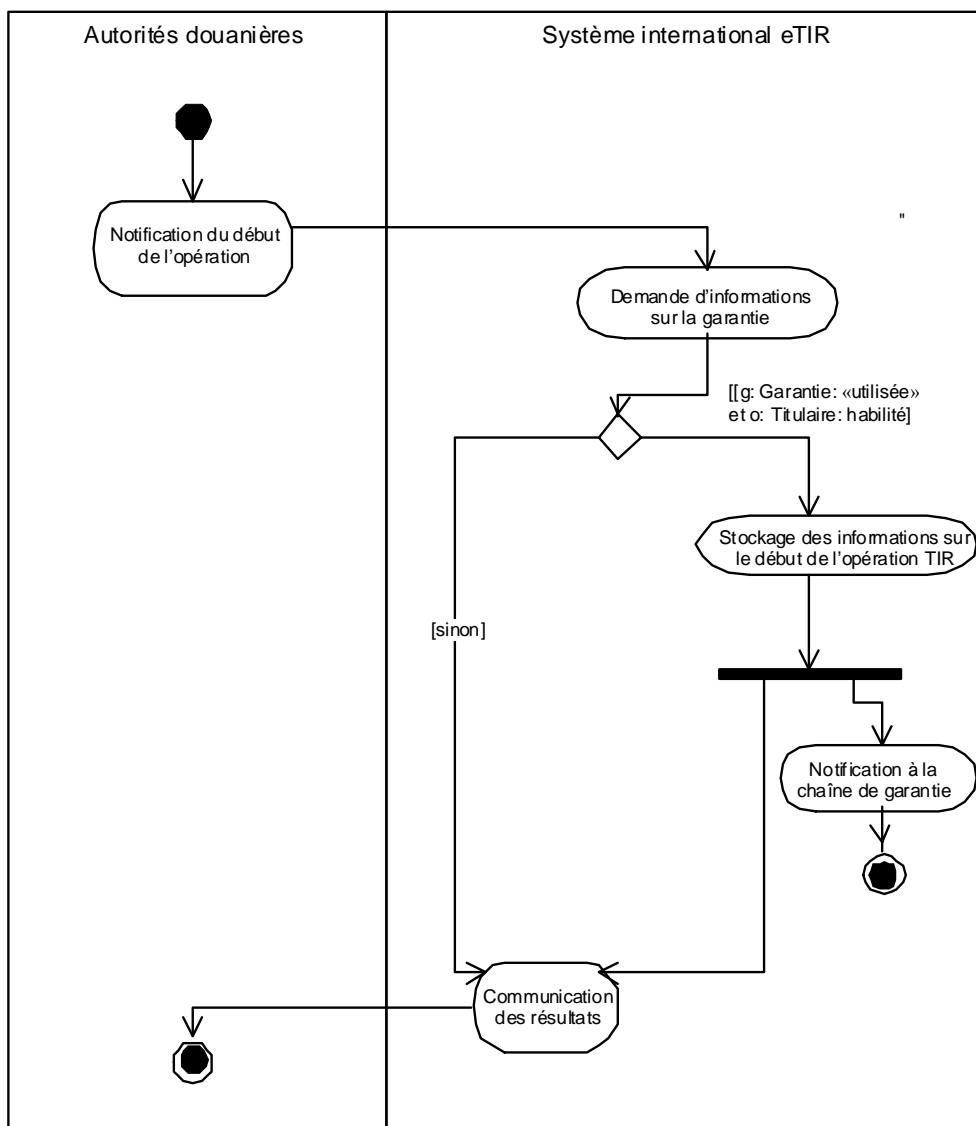 Autorités douanières
Système international eTIR
Notification du début
de l'opération
"
Demande d'informations
sur la garantie
[[g: Garantie: «utilisée»
et o: Titulaire: habilité]
Stockage des informations sur
le début de l'opération TIR
[sinon]
Notification à la
chaîne de garantie
Communication
des résultats